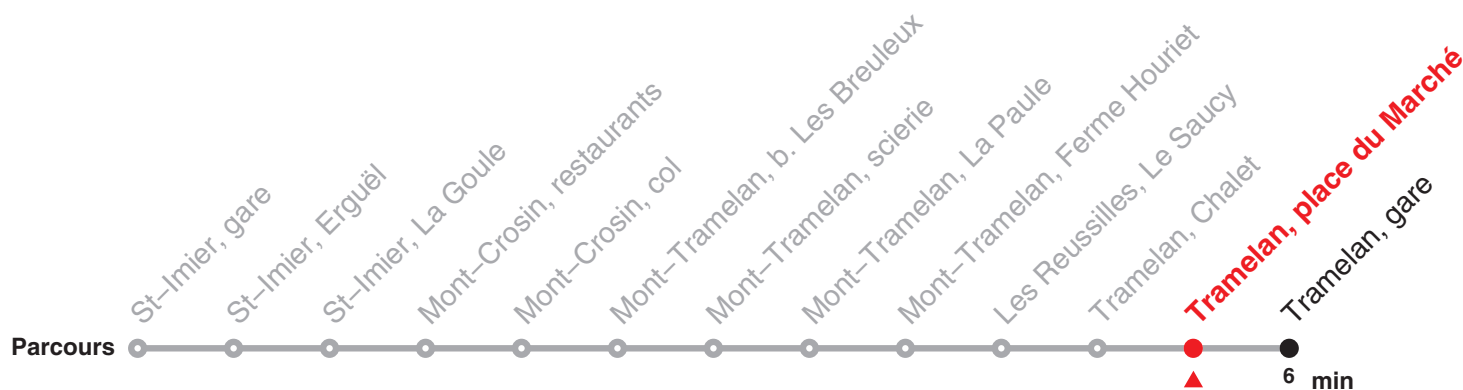 St–Imier, gare
St–Imier, Erguël
St–Imier, La Goule
Mont–Crosin, restaurants
Mont–Crosin, col
Mont–Tramelan, b. Les Breuleux
Mont–Tramelan, scierie
Mont–Tramelan, La Paule
Mont–Tramelan, Ferme Houriet
Les Reussilles, Le Saucy
Tramelan, Chalet
Tramelan, place du Marché
Tramelan, gare
Parcours
6 min